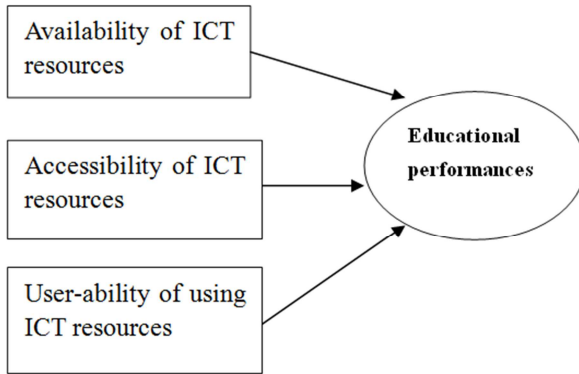 Availability of ICT
resources
Educational
performances
Accessibility of ICT
resources
User-ability of using
ICT resources